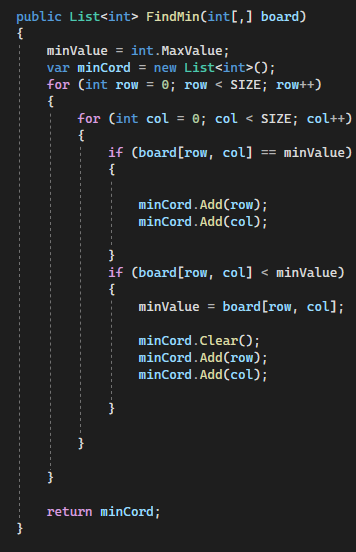 public List<int> FindMin(int[,] board)
{
minValue = int.MaxValue;
var minCord = new List<int>();
for (int row = 0; row < SIZE; row++)
{
for (int col = 0; col < SIZE; col++)
{
if (board[row, col] == minValue)
{
minCord.Add(row);
minCord.Add(col);
}
if (board[row, col] < minValue)
{
minValue = board[row, col];
minCord.Clear();
minCord.Add(row);
minCord.Add(col);
}
}
}
return minCord;
}